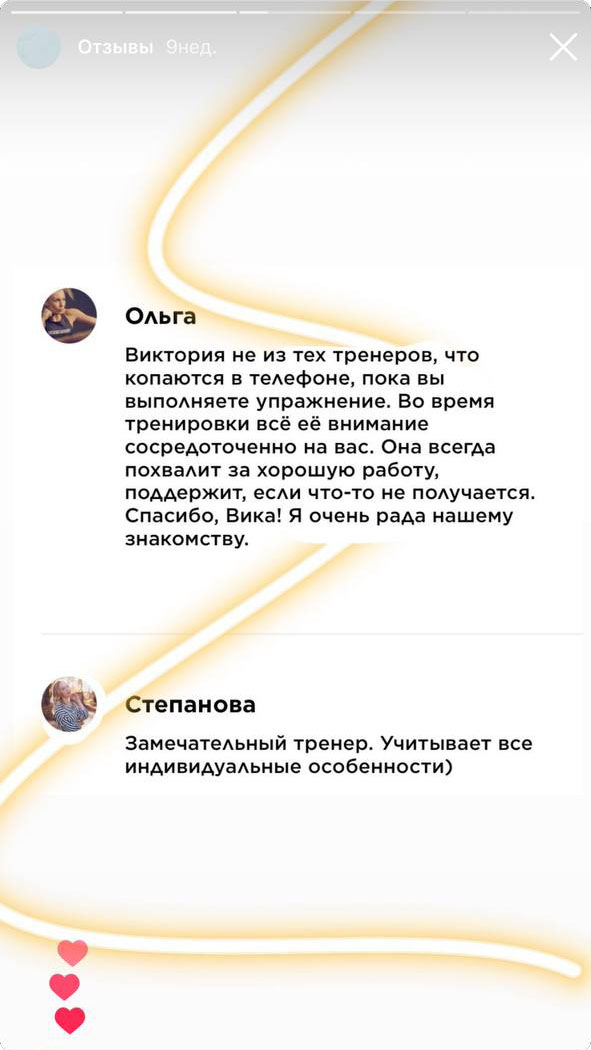 Отзывы 9нед.
Ольга
Виктория не из тех тренеров, что
копаются в телефоне, пока вы
выполняете упражнение. Во время
тренировки всё её внимание
сосредоточенно на вас. Она всегда
похвалит за хорошую работу,
поддержит, если что-то не получается.
Спасибо, Вика! Я очень рада нашему
знакомству.
Степанова
Замечательный тренер. Учитывает все
индивидуальные особенности)